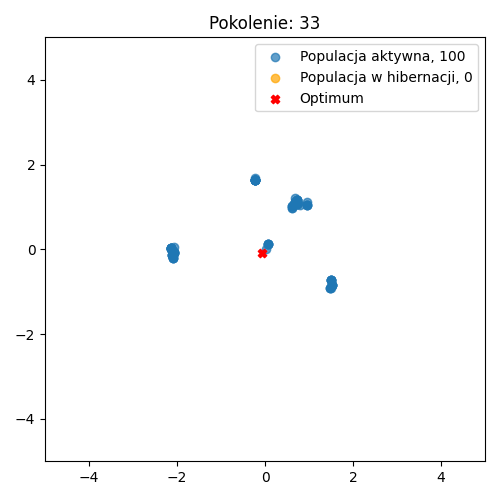 Pokolenie: 33
Populacja aktywna, 100
Populacja w hibernacji, 0
Optimum
4
2
0
−2
−4
−4 −2 0 2 4